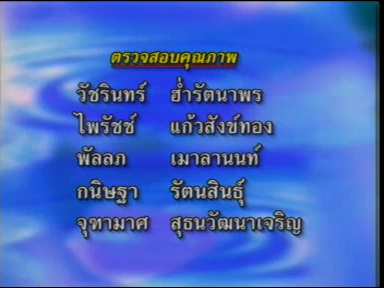 ตรวจสอบคุณภาพ
วัชรินทร์ ฮ่ำรัตนาพร
ไพรัชช์ แก้วสังข์ทอง
พัลลภ เมาลานนท์
กนิษฐา รัตนสินธุ์
จุฑามาศ สุธนวัฒนาเจริญ